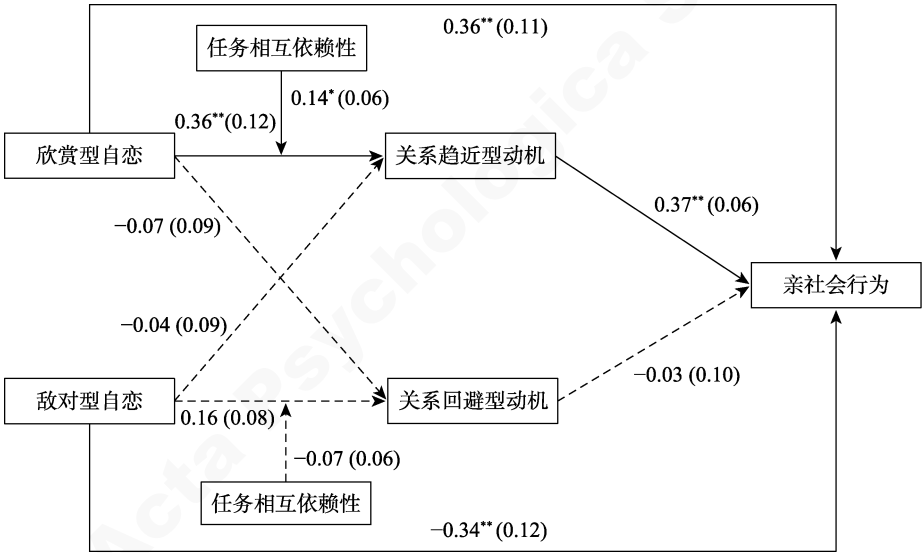 0.36** (0.11)
任务相互依赖性
0.14* (0.06)
0.36**(0.12)
欣赏型自恋
关系趋近型动机
−0.07 (0.09)
0.37** (0.06)
亲社会行为
−0.04 (0.09)
−0.03 (0.10)
敌对型自恋
0.16 (0.08)
关系回避型动机
−0.07 (0.06)
任务相互依赖性
−0.34** (0.12)
Acta Psychologica S